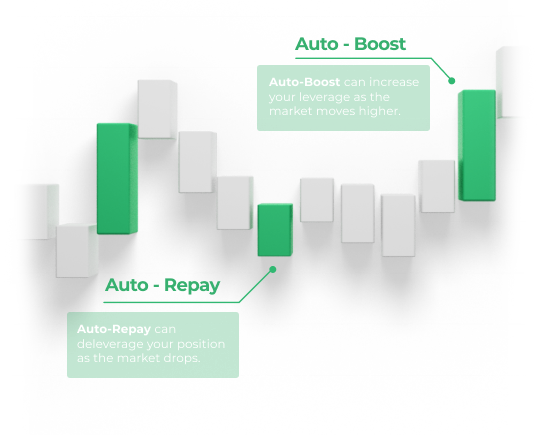 Auto - Boost
Auto-Boost can increase
your leverage as the
market moves higher.
Auto - Repay
Auto-Repay can
deleverage your position
as the market drops.